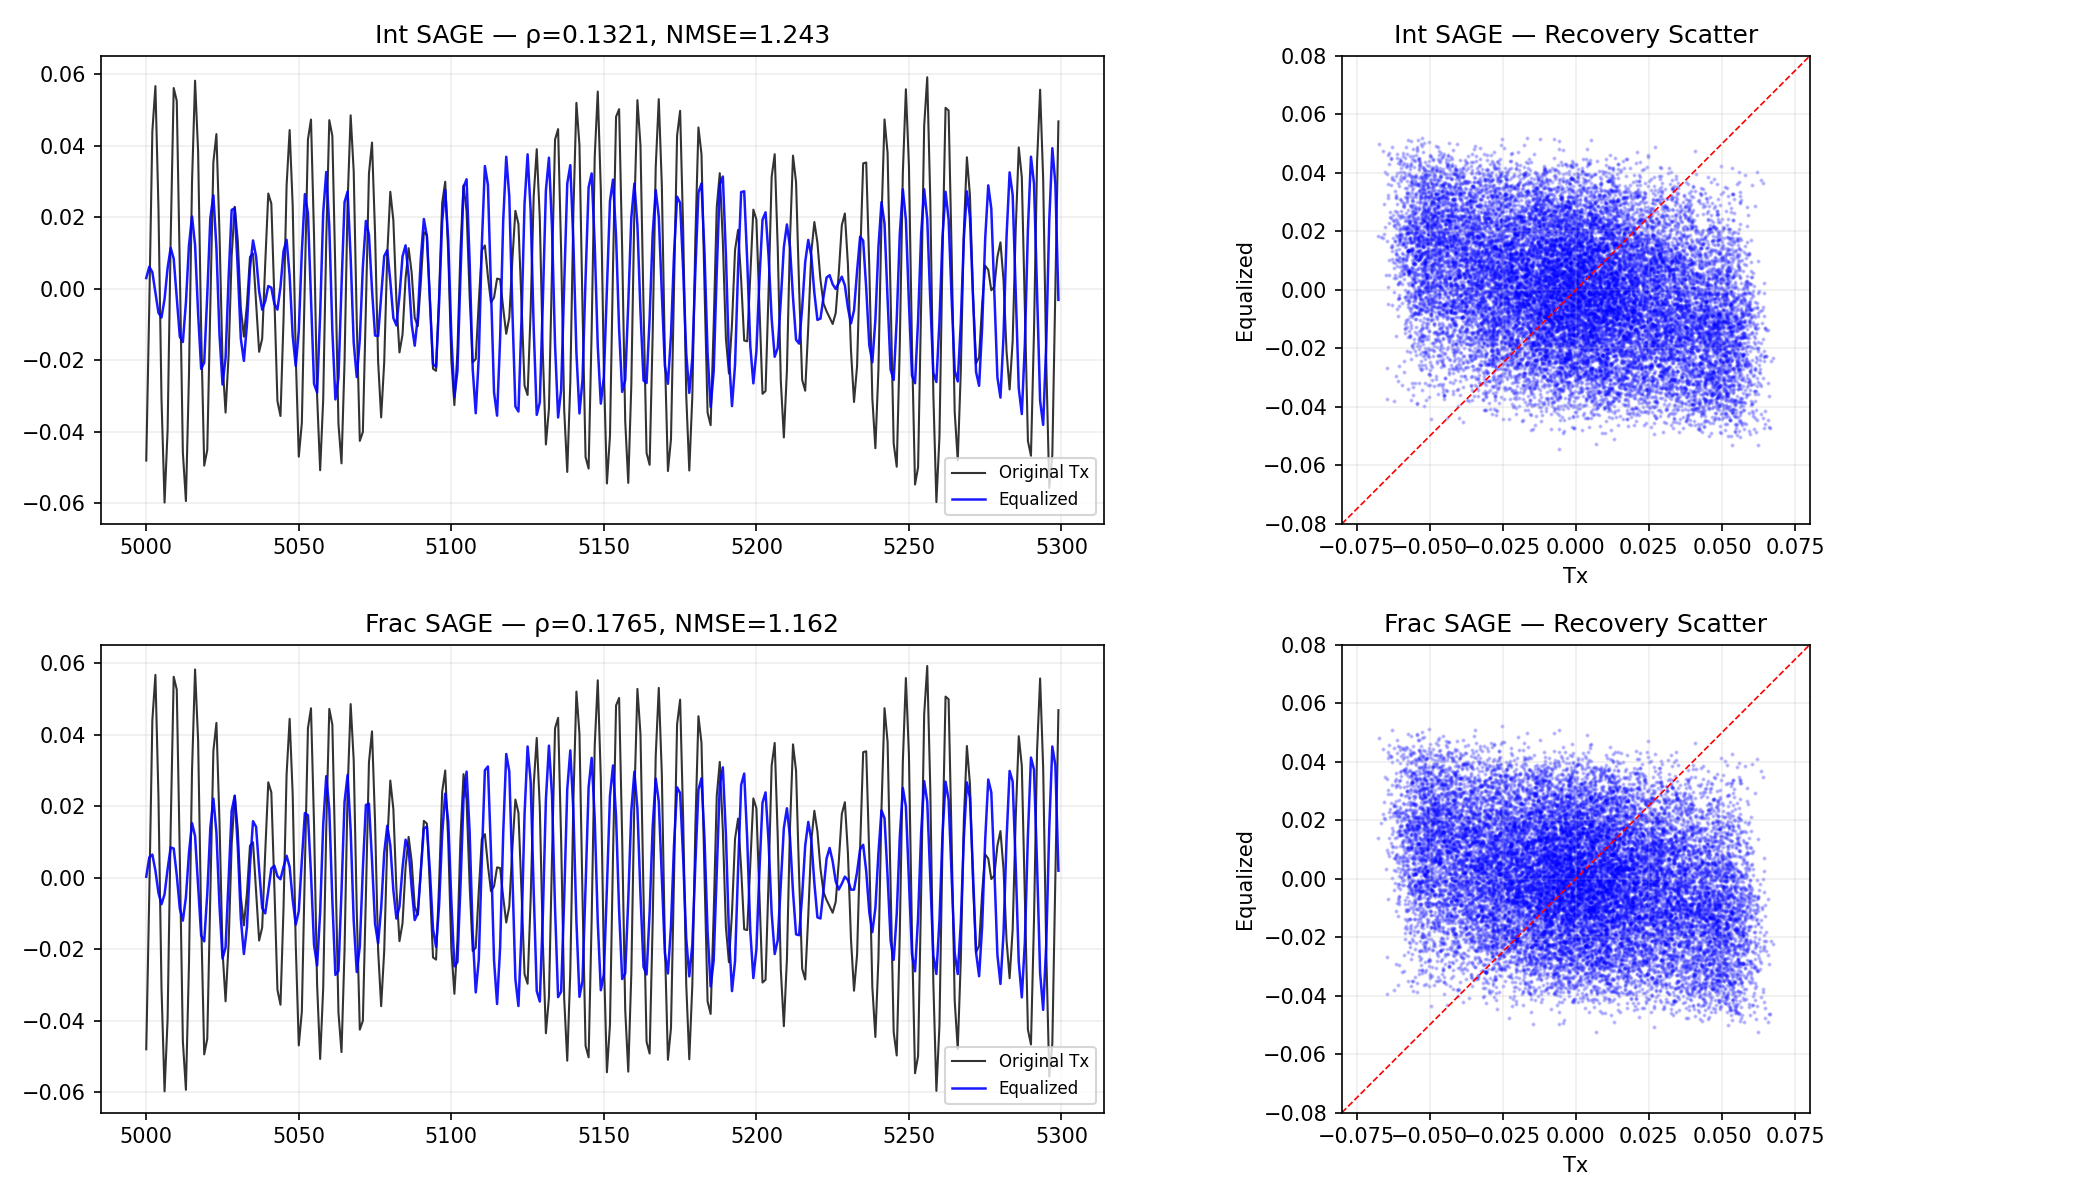 Int SAGE — ρ=0.1321, NMSE=1.243
0.06
0.04
0.02
0.00
−0.02
−0.04
−0.06
Original Tx
Equalized
5000 5050 5100 5150 5200 5250 5300
Int SAGE — Recovery Scatter
0.08
0.06
0.04
0.02
0.00
−0.02
−0.04
−0.06
−0.08
Equalized
−0.075 −0.050 −0.025 0.000 0.025 0.050 0.075
Tx
Frac SAGE — ρ=0.1765, NMSE=1.162
0.06
0.04
0.02
0.00
−0.02
−0.04
−0.06
Original Tx
Equalized
5000 5050 5100 5150 5200 5250 5300
Frac SAGE — Recovery Scatter
0.08
0.06
0.04
0.02
0.00
−0.02
−0.04
−0.06
−0.08
Equalized
−0.075 −0.050 −0.025 0.000 0.025 0.050 0.075
Tx